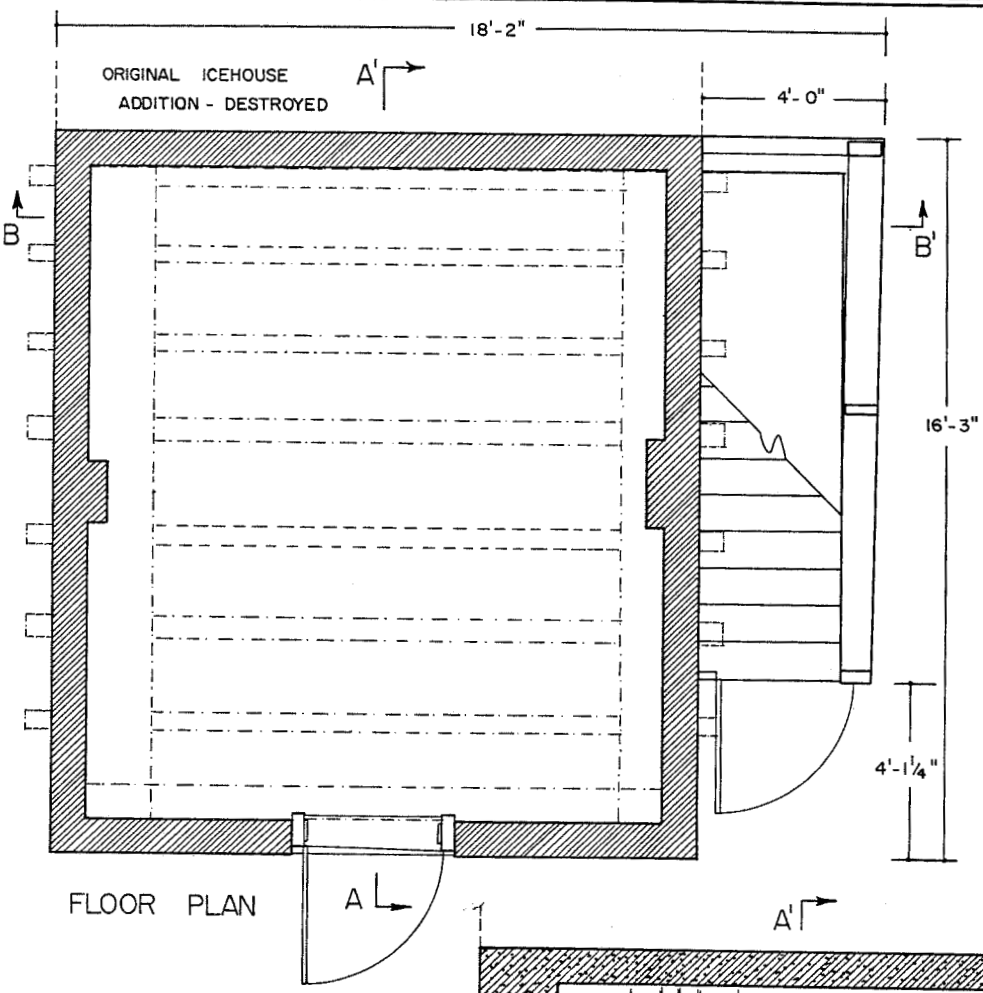 18'-2"
ORIGINAL ICEHOUSE
ADDITION - DESTROYED
A'
4'-0"
B
B'
16'-3"
4'-1¼"
FLOOR PLAN
A
A'